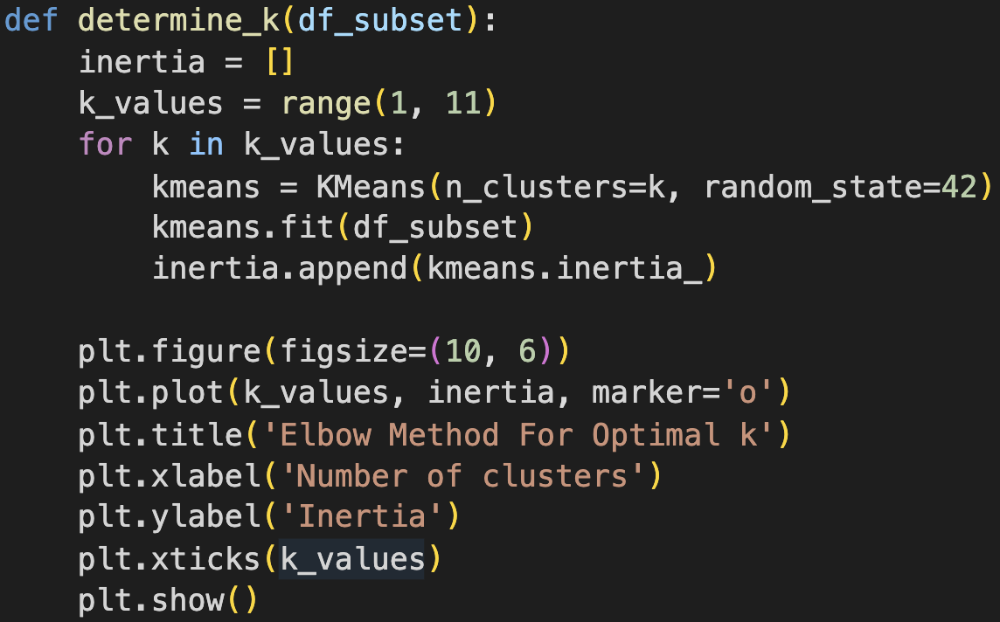 def determine_k(df_subset):
    inertia = []
    k_values = range(1, 11)
    for k in k_values:
        kmeans = KMeans(n_clusters=k, random_state=42)
        kmeans.fit(df_subset)
        inertia.append(kmeans.inertia_)

    plt.figure(figsize=(10, 6))
    plt.plot(k_values, inertia, marker='o')
    plt.title('Elbow Method For Optimal k')
    plt.xlabel('Number of clusters')
    plt.ylabel('Inertia')
    plt.xticks(k_values)
    plt.show()